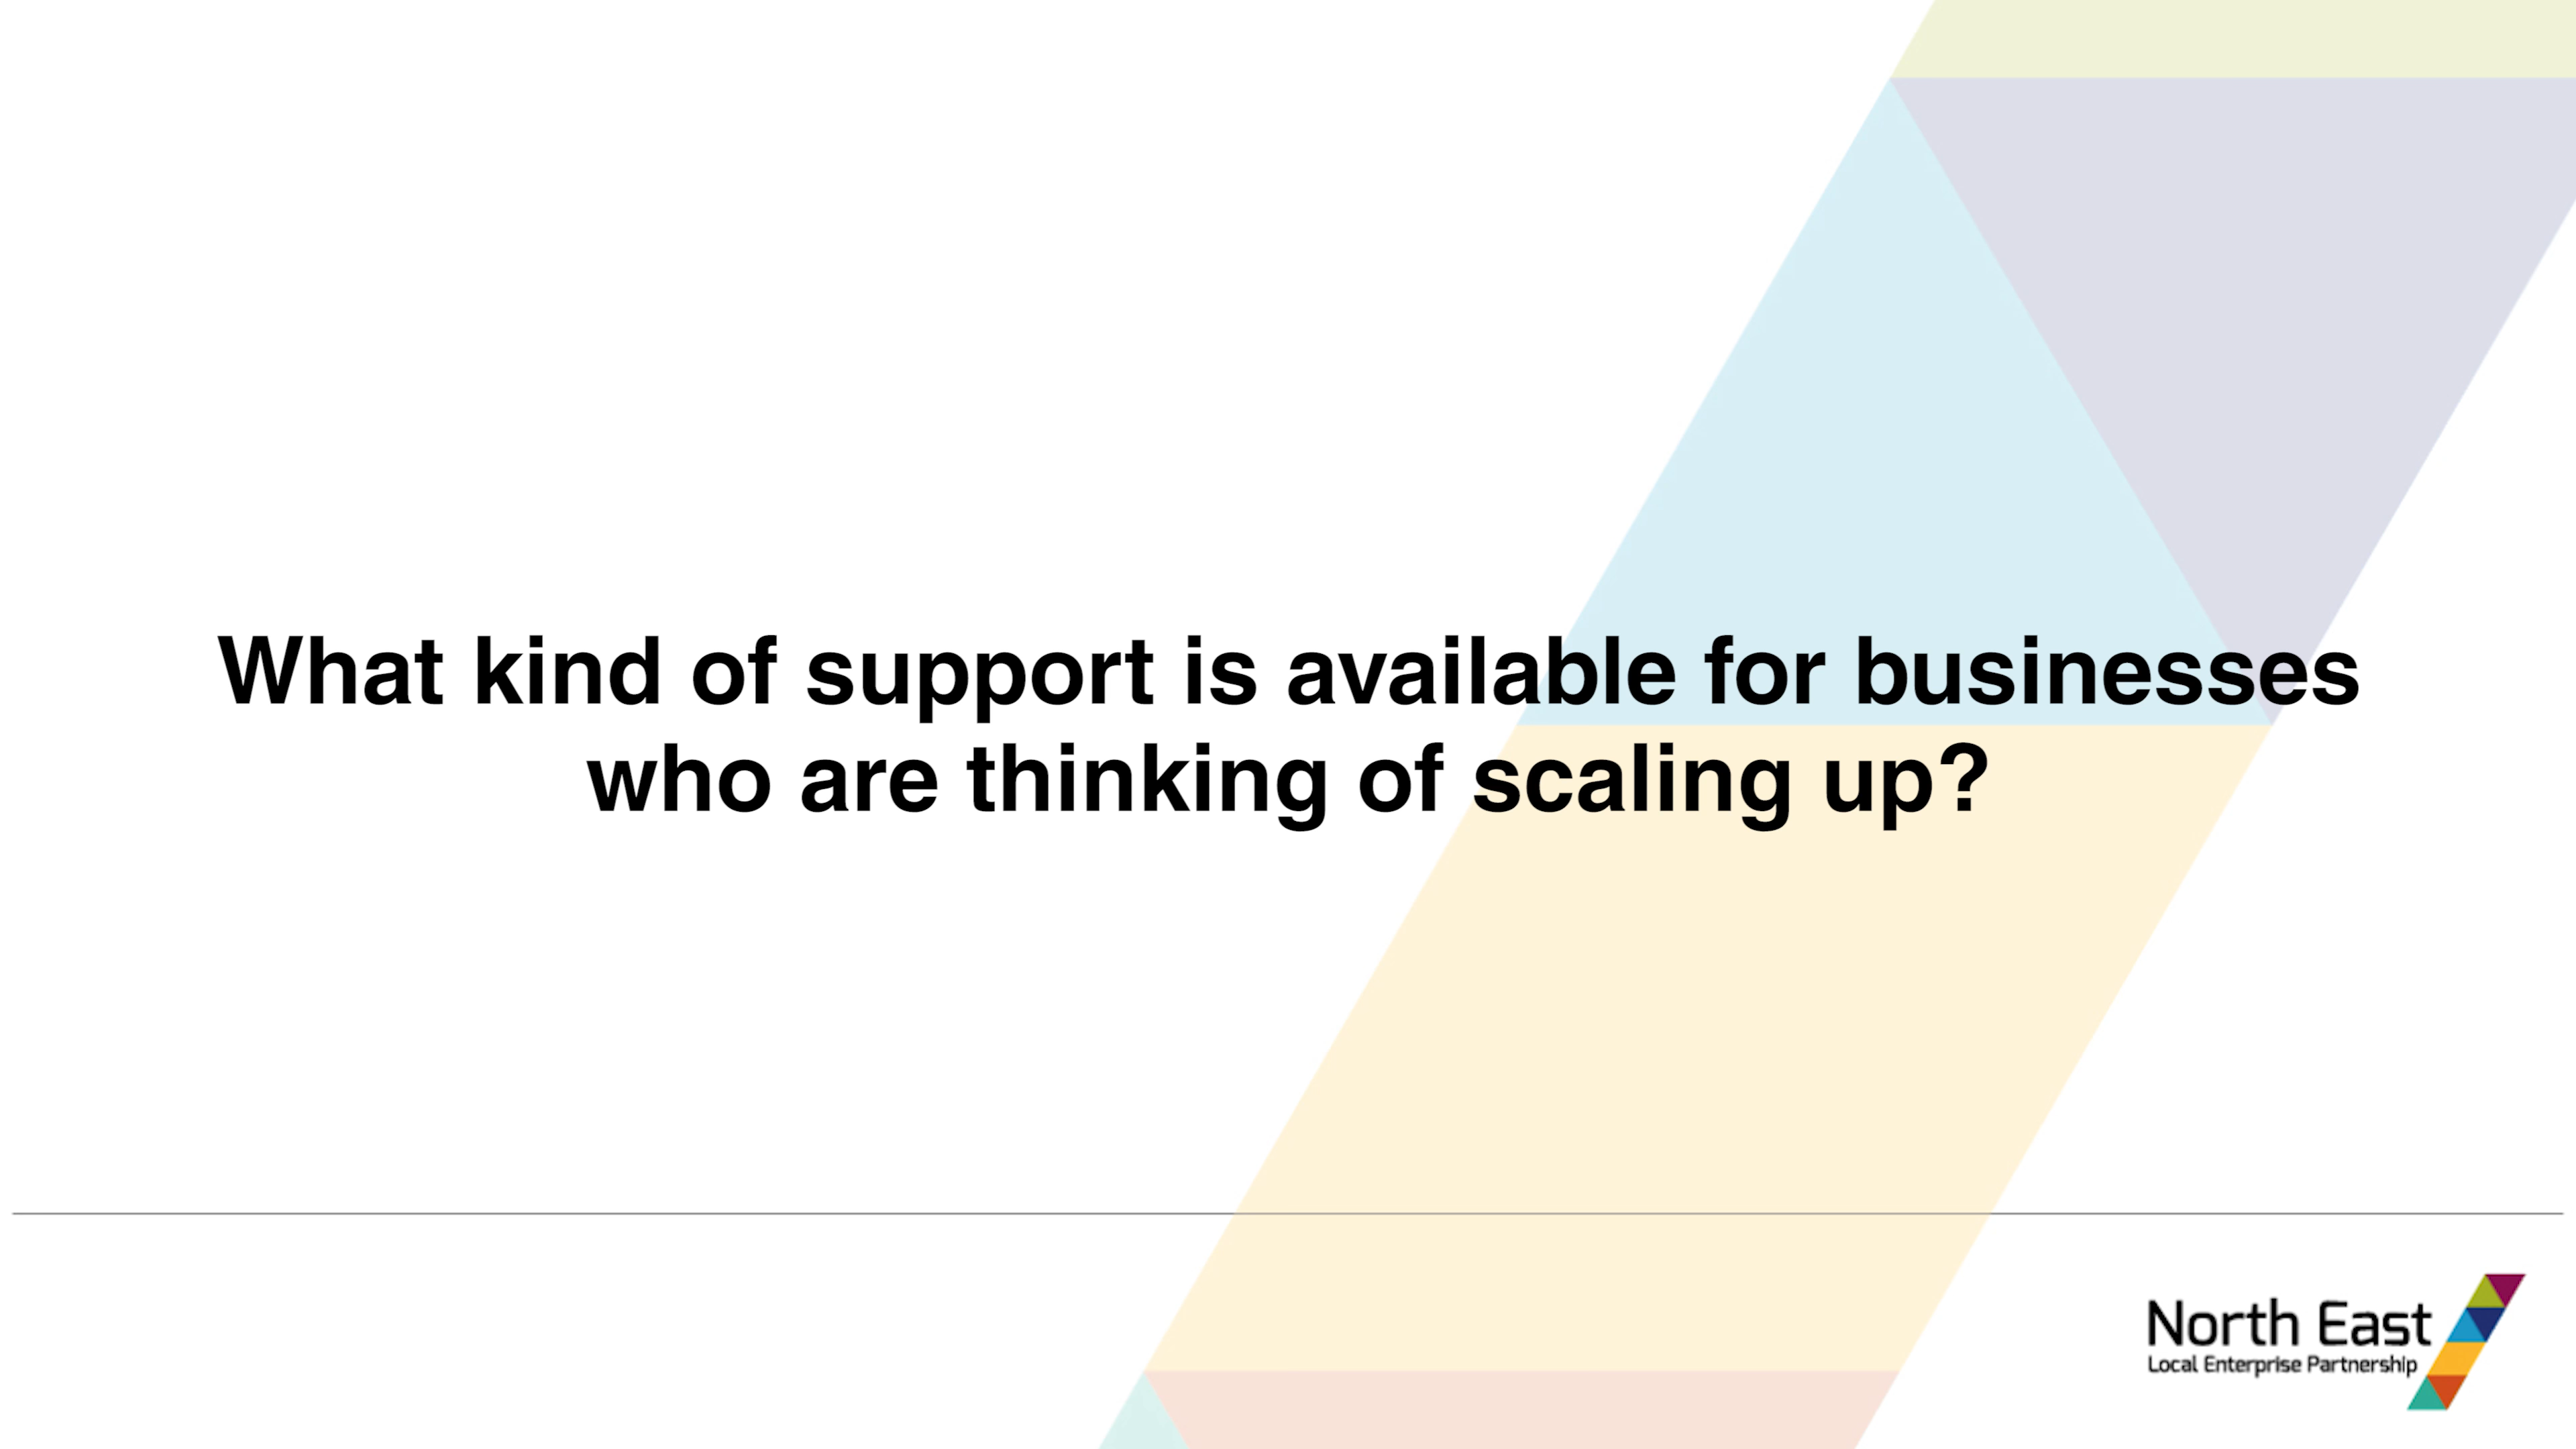 What kind of support is available for businesses
who are thinking of scaling up?
North East
Local Enterprise Partnership